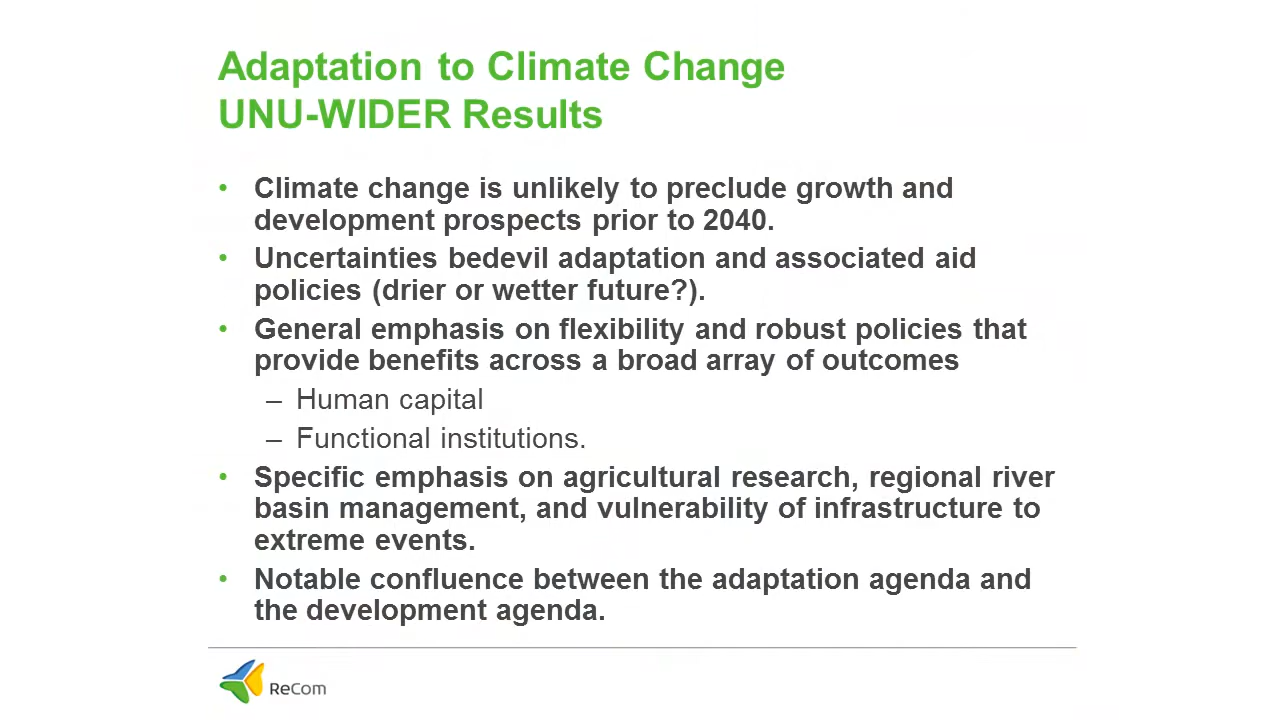 Adaptation to Climate Change
UNU-WIDER Results
• Climate change is unlikely to preclude growth and
development prospects prior to 2040.
• Uncertainties bedevil adaptation and associated aid
policies (drier or wetter future?).
• General emphasis on flexibility and robust policies that
provide benefits across a broad array of outcomes
– Human capital
– Functional institutions.
• Specific emphasis on agricultural research, regional river
basin management, and vulnerability of infrastructure to
extreme events.
• Notable confluence between the adaptation agenda and
the development agenda.
ReCom